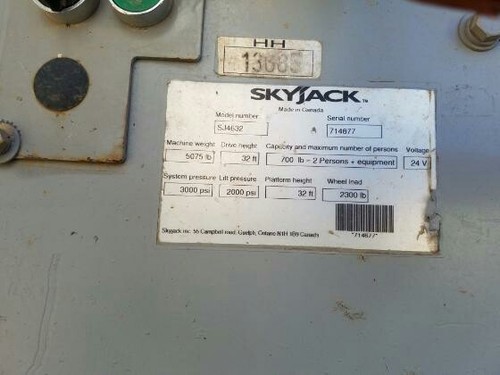 HH
SKYJACK™
Made in Canada
Model number Serial number
SJ4632 714677
Machine weight Drive height Capacity and maximum number of persons Voltage
5075 lb 32 ft 700 lb - 2 Persons + equipment 24 V
System pressure Lift pressure Platform height Wheel load
3000 psi 2000 psi 32 ft 2300 lb
Skyjack inc. 55 Campbell road, Guelph, Ontario N1H 1B9 Canada
*714677*